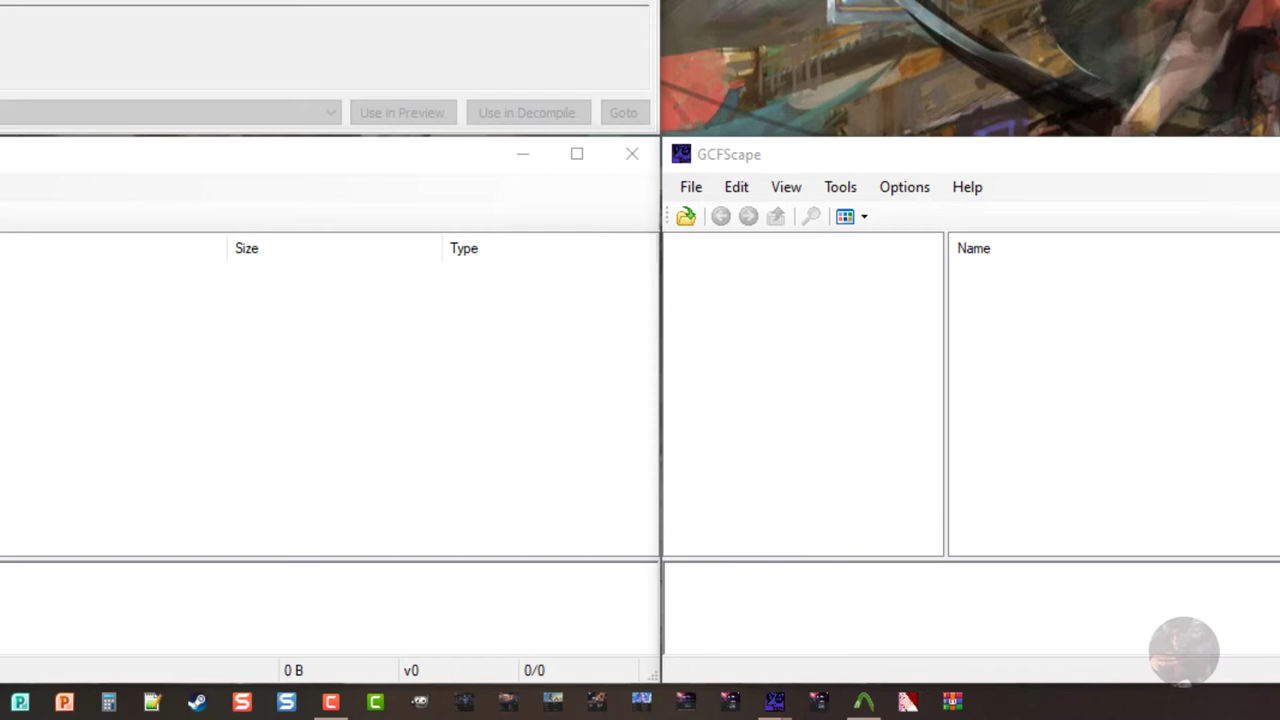 Use in Preview Use in Decompile Goto
GCFScape
File Edit View Tools Options Help
Size Type
Name
0 B v0 0/0